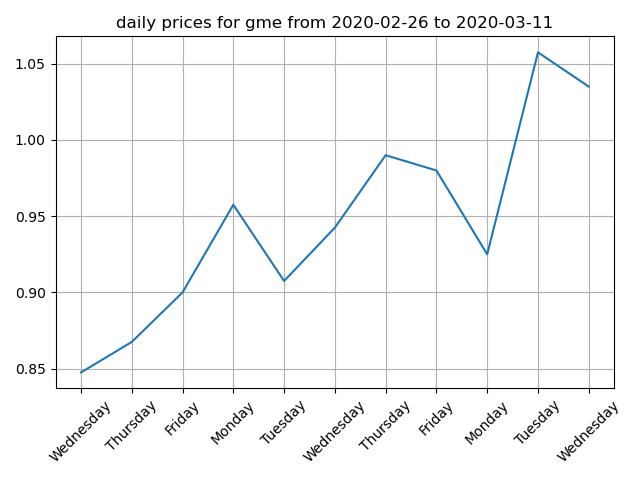 daily prices for gme from 2020-02-26 to 2020-03-11
1.05
1.00
0.95
0.90
0.85
Wednesday
Thursday
Friday
Monday
Tuesday
Wednesday
Thursday
Friday
Monday
Tuesday
Wednesday